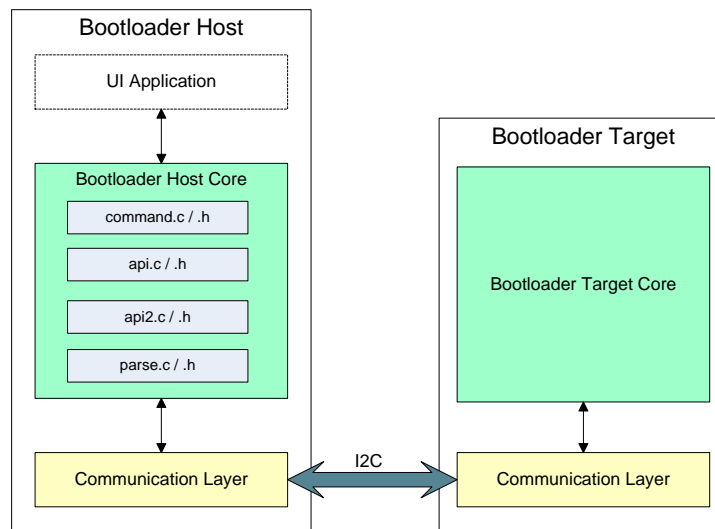 Bootloader Host
UI Application
Bootloader Host Core
command.c / .h
api.c / .h
api2.c / .h
parse.c / .h
Communication Layer
I2C
Bootloader Target
Bootloader Target Core
Communication Layer